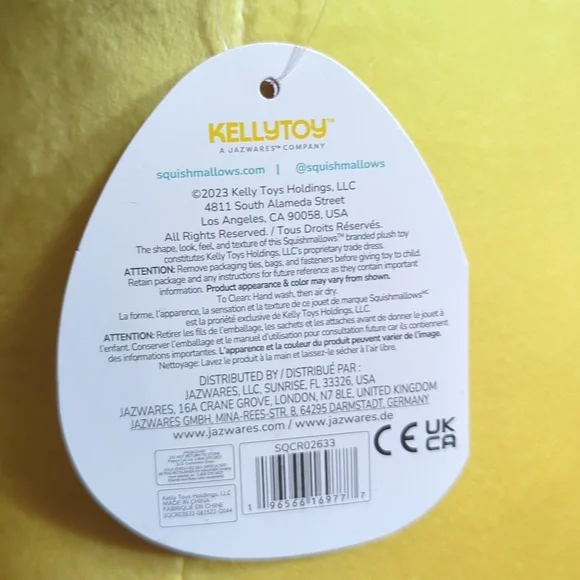 KELLYTOY™
A JAZWARES™ COMPANY
squishmallows.com | @squishmallows
©2023 Kelly Toys Holdings, LLC
4811 South Alameda Street
Los Angeles, CA 90058, USA
All Rights Reserved. / Tous Droits Réservés.
The shape, look, feel, and texture of this Squishmallows™ branded plush toy
constitutes Kelly Toys Holdings, LLC's proprietary trade dress.
ATTENTION: Remove packaging ties, bags, and fasteners before giving toy to child.
Retain package and any instructions for future reference as they contain important
information. Product appearance & color may vary from shown.
To Clean: Hand wash, then air dry.
La forme, l'apparence, la sensation et la texture de ce jouet de marque Squishmallowsᴹᶜ
est la propriété exclusive de Kelly Toys Holdings, LLC.
ATTENTION: Retirer les fils de l'emballage, les sachets et les attaches avant de donner le jouet à
l'enfant. Conserver l'emballage et le manuel d'utilisation pour consultation future car ils contiennent
des informations importantes. L'apparence et la couleur du produit peuvent varier de l'image.
Nettoyage: Lavez le produit à la main et laissez-le sécher à l'air libre.
DISTRIBUTED BY / DISTRIBUÉ PAR :
JAZWARES, LLC, SUNRISE, FL 33326, USA
JAZWARES, 16A CRANE GROVE, LONDON, N7 8LE, UNITED KINGDOM
JAZWARES GMBH, MINA-REES-STR. 8, 64295 DARMSTADT, GERMANY
www.jazwares.com / www.jazwares.de
CE UK
CA
SQCR02633
1 96566 16977 7
Kelly Toys Holdings, LLC
MADE IN CHINA
FABRIQUÉ EN CHINE